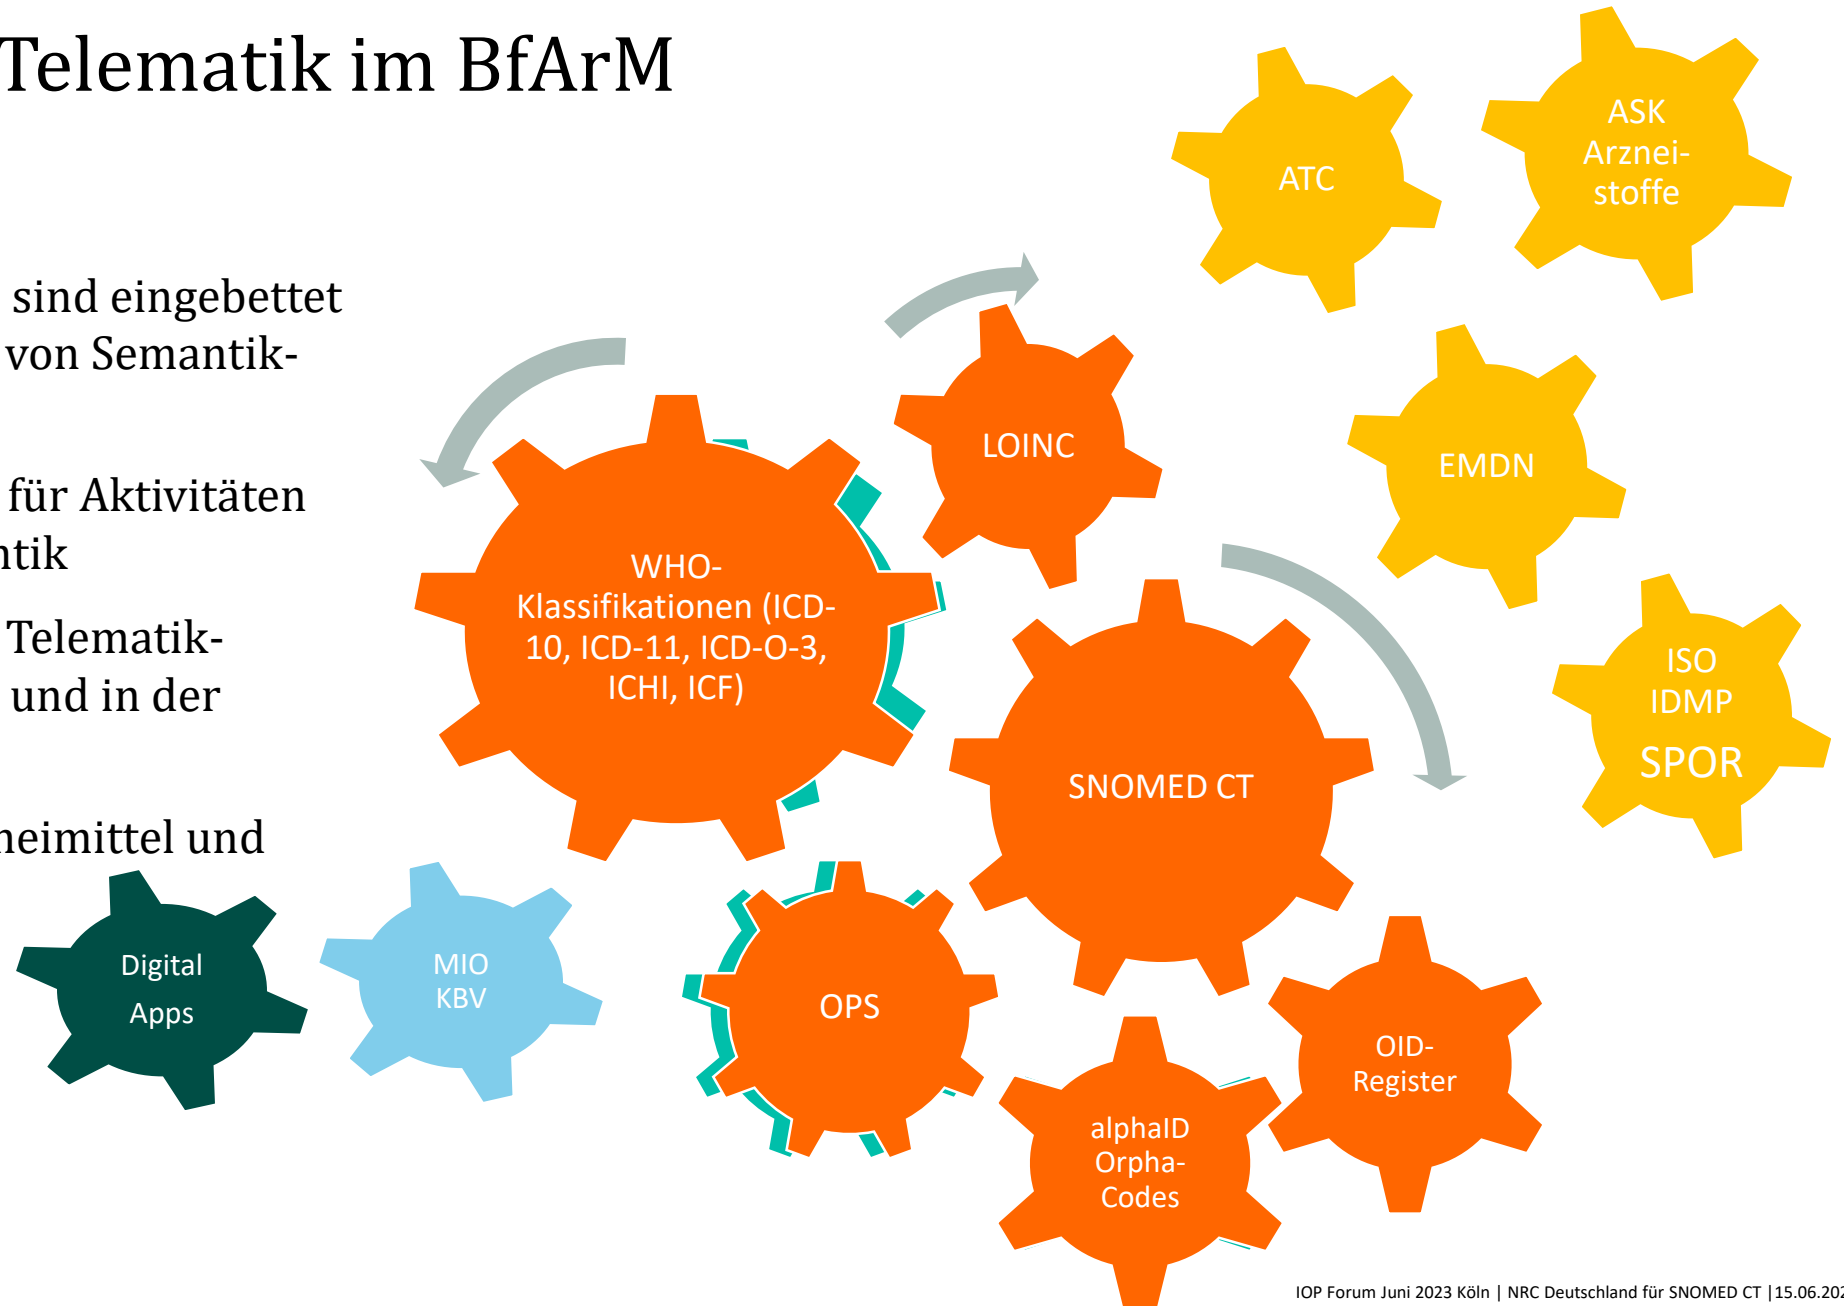 Telematik im BfArM
sind eingebettet
von Semantik-
für Aktivitäten
ntik
Telematik-
und in der
neimittel und
ATC
ASK
Arznei-
stoffe
LOINC
EMDN
WHO-
Klassifikationen (ICD-
10, ICD-11, ICD-O-3,
ICHI, ICF)
ISO
IDMP
SPOR
SNOMED CT
Digital
Apps
MIO
KBV
OPS
OID-
Register
alphaID
Orpha-
Codes
IOP Forum Juni 2023 Köln | NRC Deutschland für SNOMED CT |15.06.202